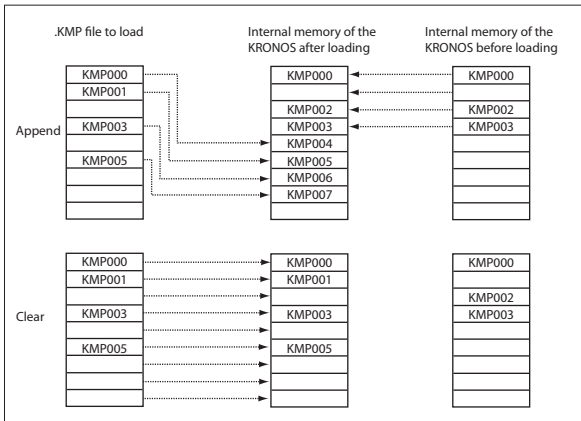 .KMP file to load
Internal memory of the
KRONOS after loading
Internal memory of the
KRONOS before loading
Append
KMP000
KMP001
KMP003
KMP005
KMP000
KMP002
KMP003
KMP004
KMP005
KMP006
KMP007
KMP000
KMP002
KMP003
Clear
KMP000
KMP001
KMP003
KMP005
KMP000
KMP001
KMP003
KMP005
KMP000
KMP002
KMP003